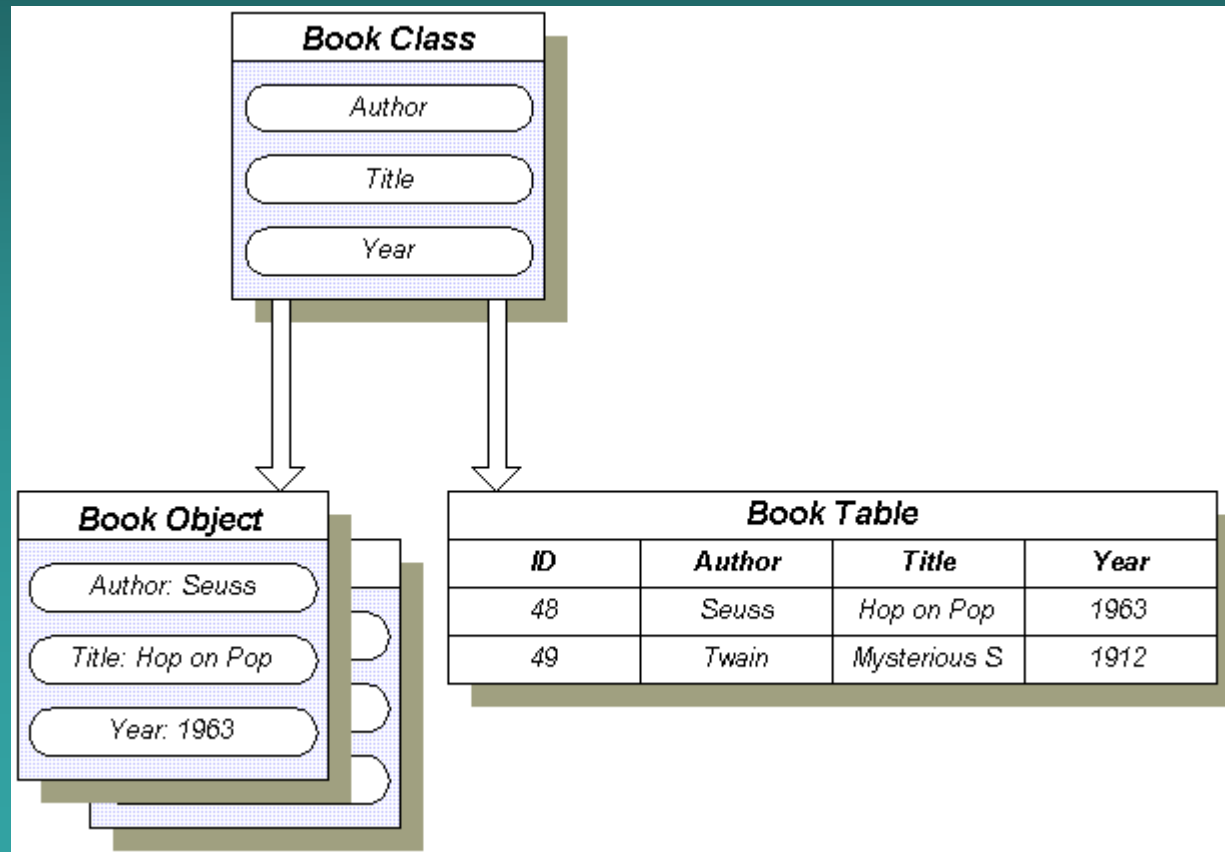 Book Class
Author
Title
Year
Book Object
Author: Seuss
Title: Hop on Pop
Year: 1963
Book Table
ID Author Title Year
48 Seuss Hop on Pop 1963
49 Twain Mysterious S 1912